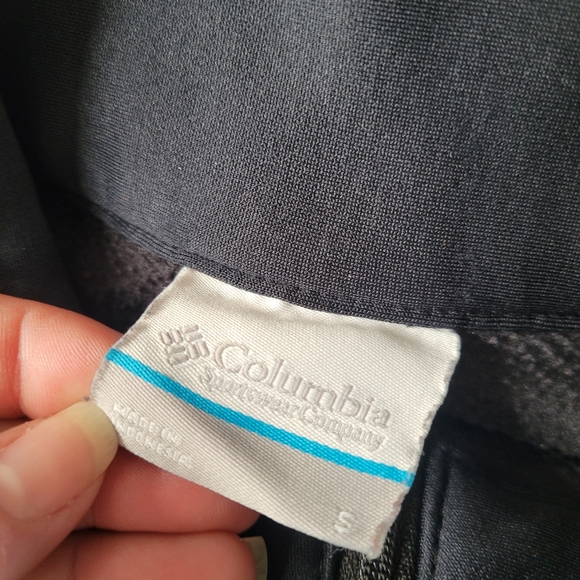 Columbia
Sportswear Company
MADE IN
INDONESIA
S